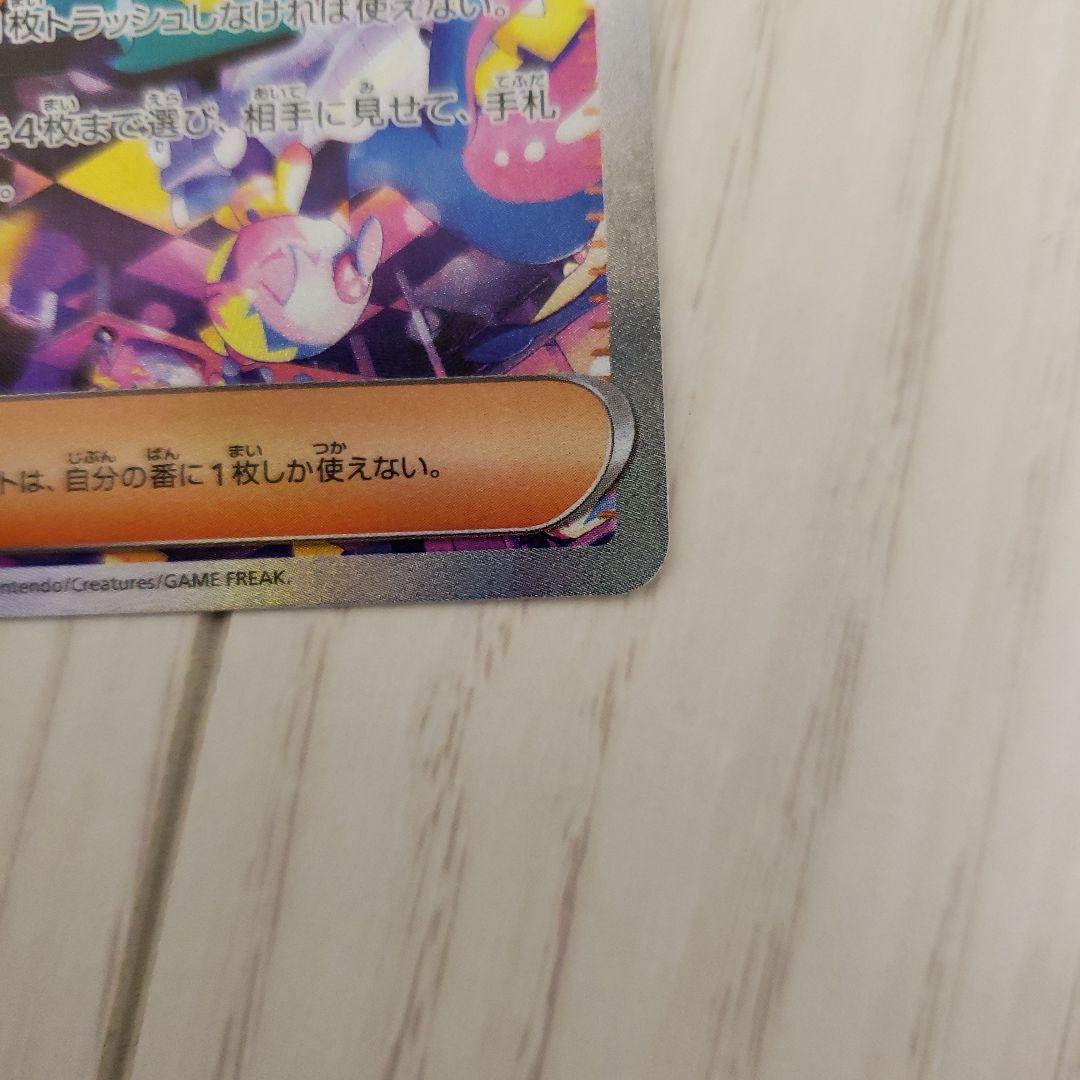 枚トラッシュしなければ使えない。
を4枚まで選び、相手に見せて、手札
。
トは、自分の番に1枚しか使えない。
ntendo/Creatures/GAME FREAK.